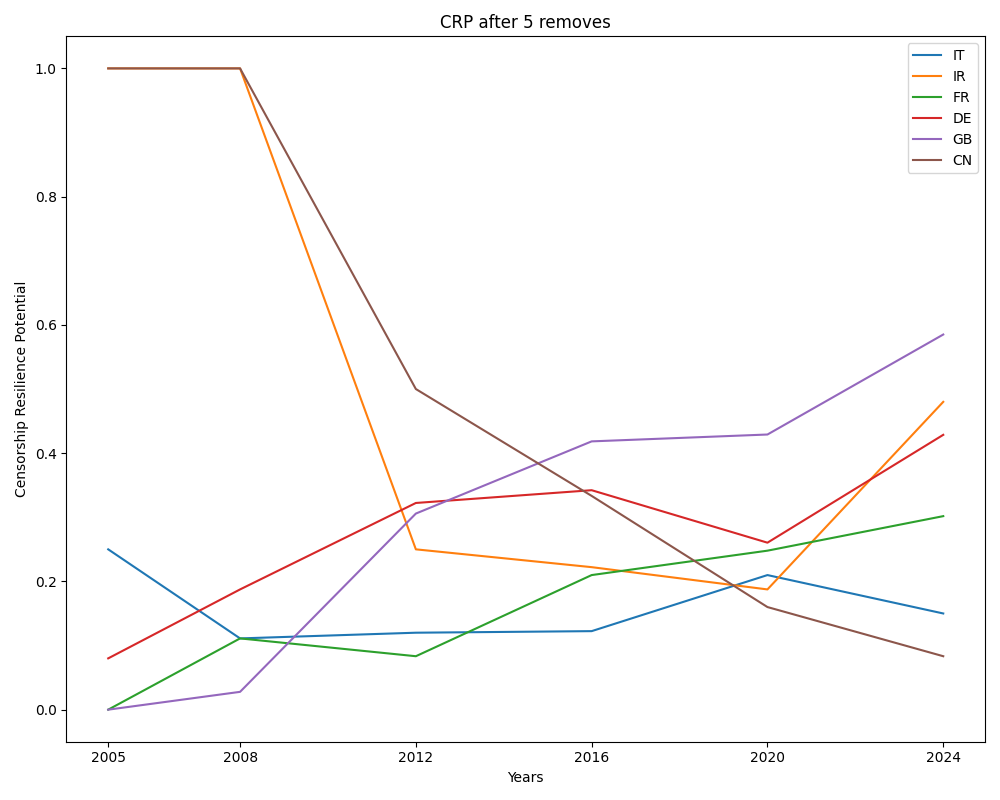 CRP after 5 removes
IT
IR
FR
DE
GB
CN
Censorship Resilience Potential
1.0
0.8
0.6
0.4
0.2
0.0
2005 2008 2012 2016 2020 2024
Years